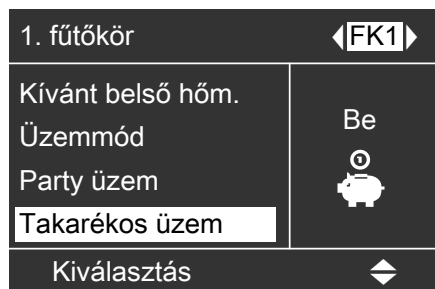 1. fűtőkör FK1
Kívánt belső hőm.
Üzemmód
Be
Party üzem
Takarékos üzem
Kiválasztás